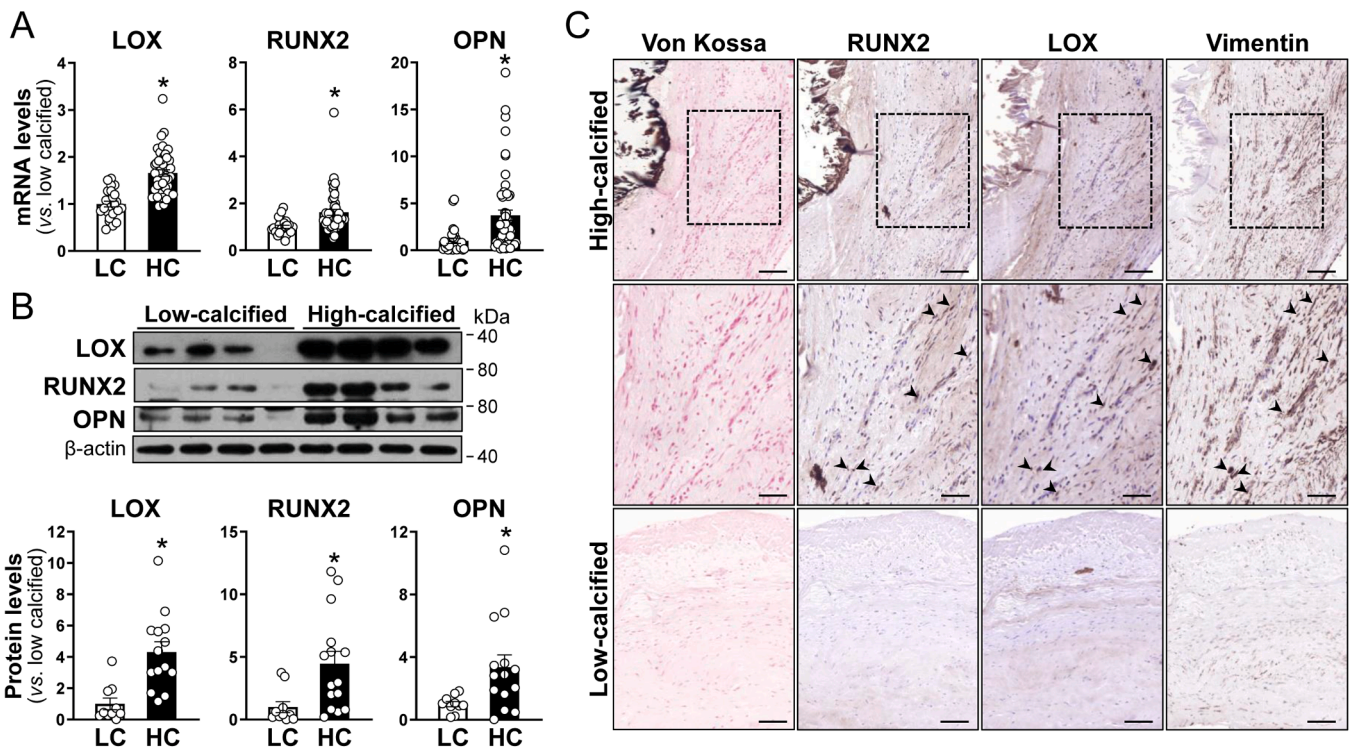 A
LOX
RUNX2
OPN
mRNA levels
(vs. low calcified)
4
3
2
1
0
*
LC HC
8
6
4
2
0
*
LC HC
20
15
10
5
0
*
LC HC
B
Low-calcified High-calcified kDa
LOX
- 40
RUNX2
- 80
OPN
- 80
β-actin
- 40
LOX
RUNX2
OPN
Protein levels
(vs. low calcified)
12
10
8
6
4
2
0
*
LC HC
15
10
5
0
*
LC HC
12
8
4
0
*
LC HC
C
Von Kossa RUNX2 LOX Vimentin
High-calcified
Low-calcified